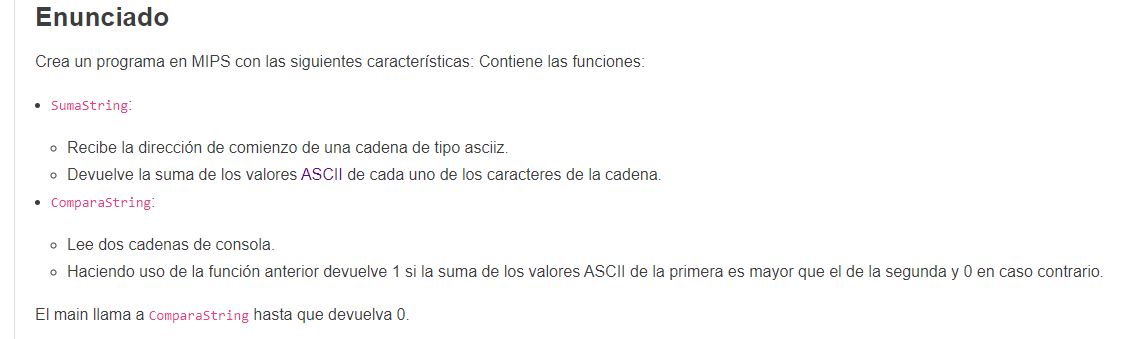 Enunciado
Crea un programa en MIPS con las siguientes características: Contiene las funciones:
• SumaString:
◦ Recibe la dirección de comienzo de una cadena de tipo asciiz.
◦ Devuelve la suma de los valores ASCII de cada uno de los caracteres de la cadena.
• ComparaString:
◦ Lee dos cadenas de consola.
◦ Haciendo uso de la función anterior devuelve 1 si la suma de los valores ASCII de la primera es mayor que el de la segunda y 0 en caso contrario.
El main llama a ComparaString hasta que devuelva 0.